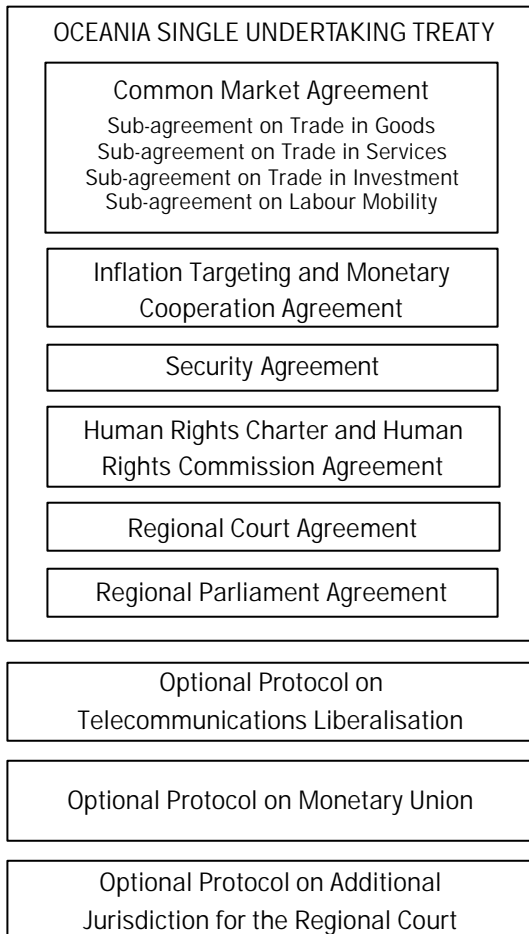 OCEANIA SINGLE UNDERTAKING TREATY
Common Market Agreement
Sub-agreement on Trade in Goods
Sub-agreement on Trade in Services
Sub-agreement on Trade in Investment
Sub-agreement on Labour Mobility
Inflation Targeting and Monetary
Cooperation Agreement
Security Agreement
Human Rights Charter and Human
Rights Commission Agreement
Regional Court Agreement
Regional Parliament Agreement
Optional Protocol on
Telecommunications Liberalisation
Optional Protocol on Monetary Union
Optional Protocol on Additional
Jurisdiction for the Regional Court